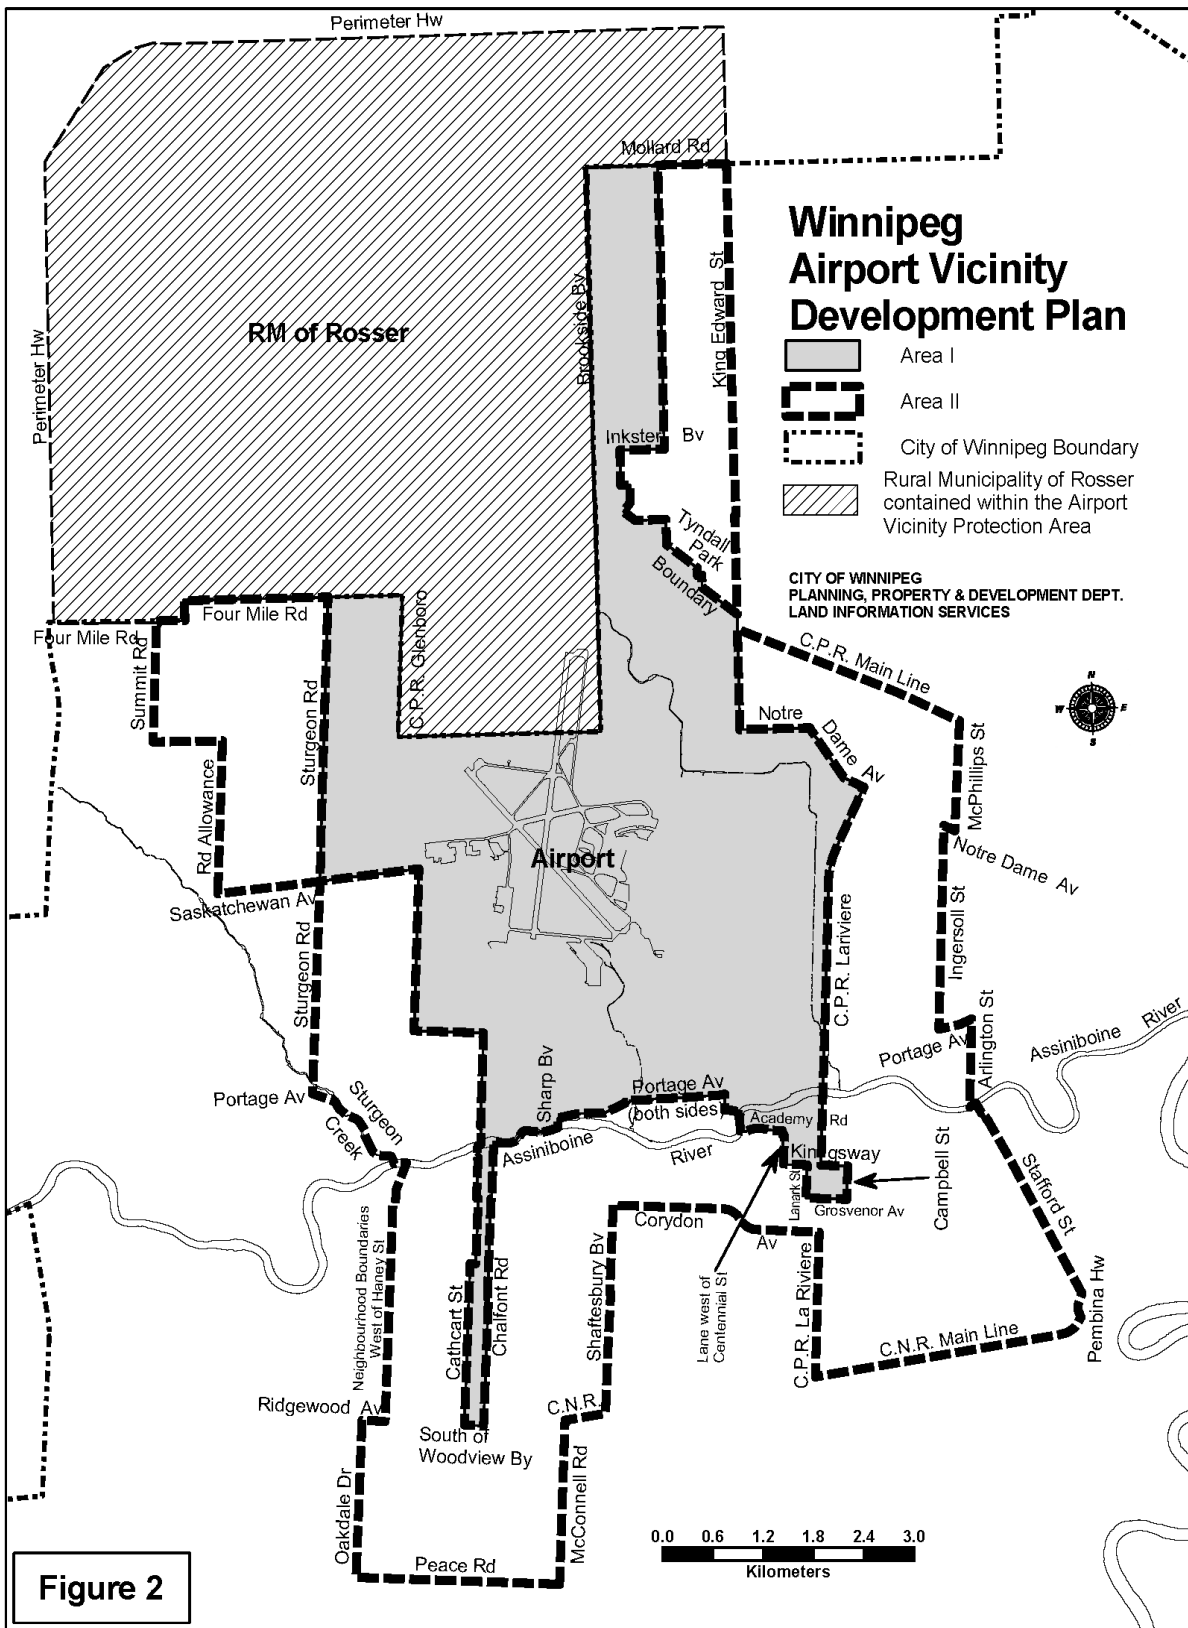 Perimeter Hw
Mollard Rd
Winnipeg
Airport Vicinity
Development Plan
Brookside Bv
King Edward St
RM of Rosser
Perimeter Hw
Area I
Area II
City of Winnipeg Boundary
Rural Municipality of Rosser
contained within the Airport
Vicinity Protection Area
Inkster Bv
Tyndall
Park
Boundary
CITY OF WINNIPEG
PLANNING, PROPERTY & DEVELOPMENT DEPT.
LAND INFORMATION SERVICES
Four Mile Rd
Four Mile Rd
Summit Rd
Sturgeon Rd
C.P.R. Glenboro
C.P.R. Main Line
N
W
E
S
Notre
Dame Av
McPhillips St
Rd Allowance
Airport
Notre Dame Av
Saskatchewan Av
Sturgeon Rd
C.P.R. Lariviere
Ingersoll St
Arlington St
Assiniboine River
Portage Av
Portage Av
Sturgeon
Creek
Sharp Bv
Portage Av
(both sides)
Assiniboine
River
Academy Rd
Kingsway
Lanark St
Grosvenor Av
Campbell St
Stafford St
Corydon
Av
Neighbourhood Boundaries
West of Haney St
Cathcart St
Chalfont Rd
Shaftesbury Bv
Lane west of
Centennial St
C.P.R. La Riviere
C.N.R. Main Line
Pembina Hw
Ridgewood Av
C.N.R.
South of
Woodview By
Oakdale Dr
McConnell Rd
Peace Rd
0.0 0.6 1.2 1.8 2.4 3.0
Kilometers
Figure 2